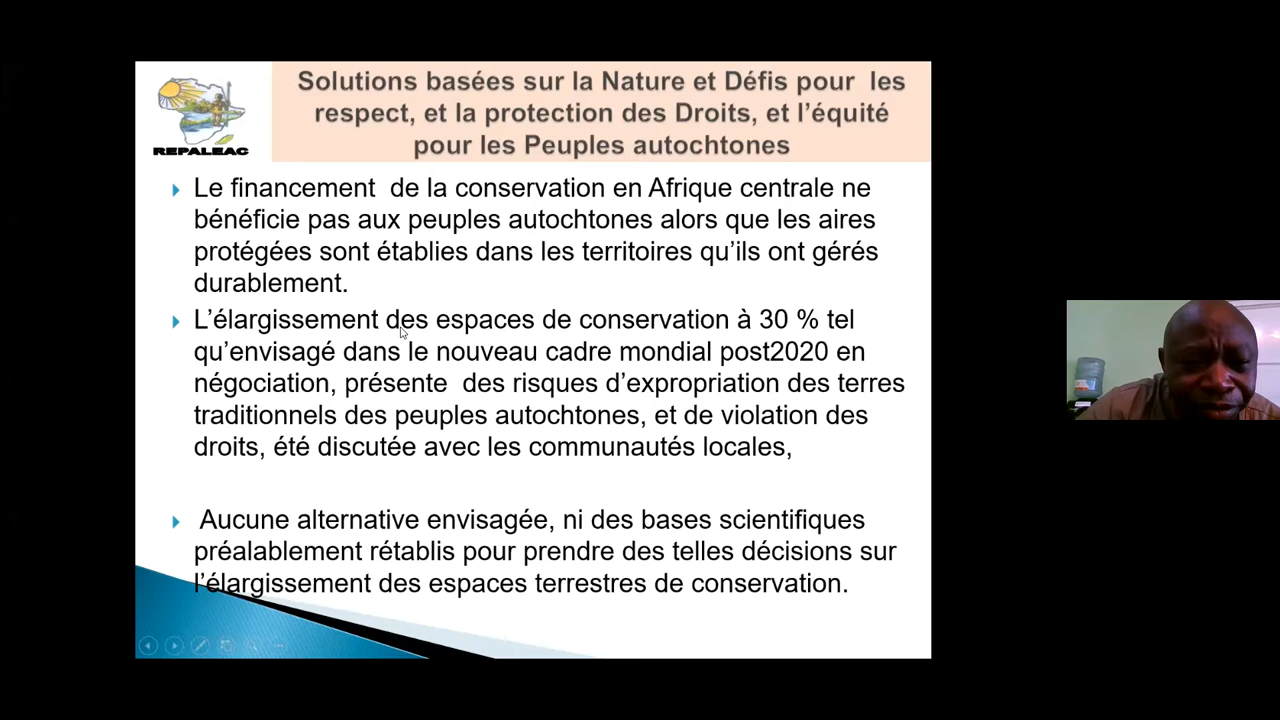 Solutions basées sur la Nature et Défis pour les
respect, et la protection des Droits, et l'équité
pour les Peuples autochtones
REPALEAC
Le financement de la conservation en Afrique centrale ne
bénéficie pas aux peuples autochtones alors que les aires
protégées sont établies dans les territoires qu'ils ont gérés
durablement.
L'élargissement des espaces de conservation à 30 % tel
qu'envisagé dans le nouveau cadre mondial post2020 en
négociation, présente des risques d'expropriation des terres
traditionnels des peuples autochtones, et de violation des
droits, été discutée avec les communautés locales,
Aucune alternative envisagée, ni des bases scientifiques
préalablement rétablis pour prendre des telles décisions sur
l'élargissement des espaces terrestres de conservation.